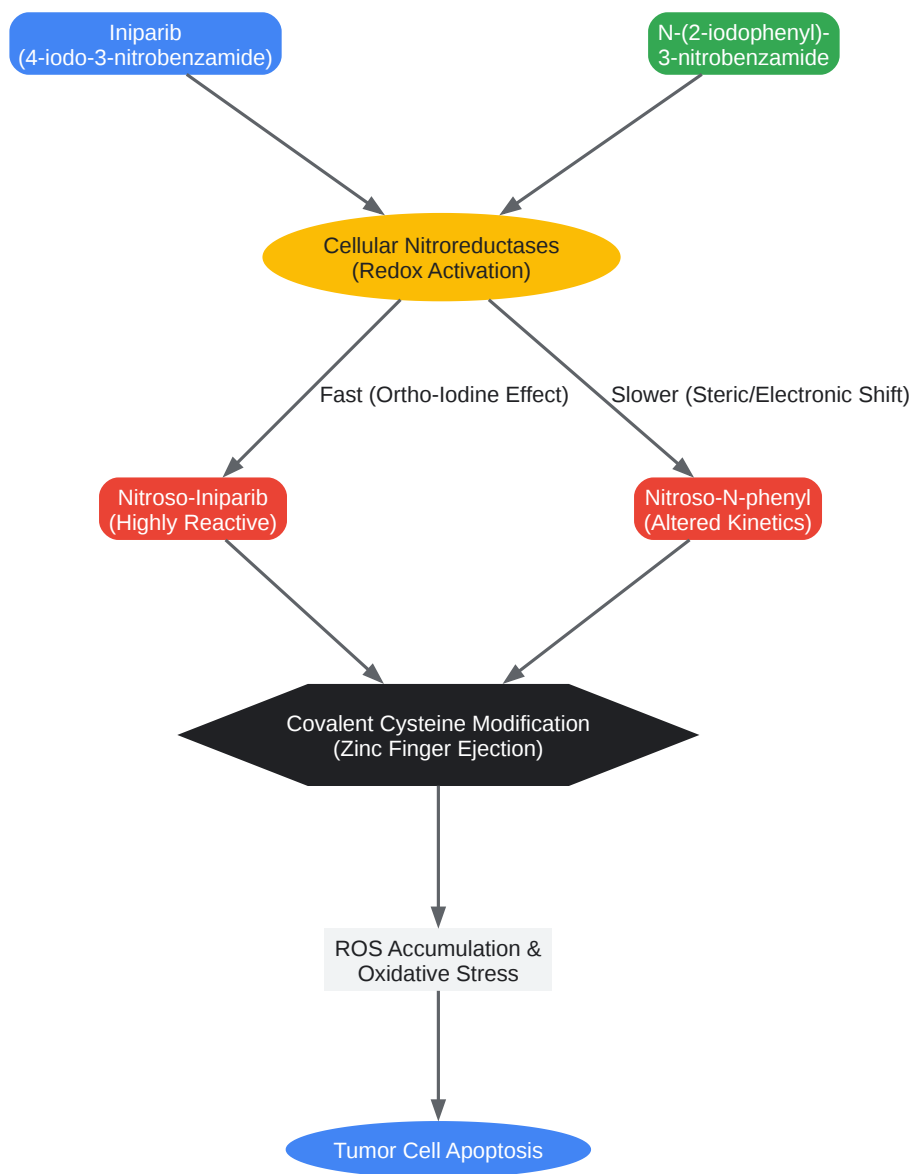 Iniparib
(4-iodo-3-nitrobenzamide)
N-(2-iodophenyl)-
3-nitrobenzamide
Cellular Nitroreductases
(Redox Activation)
Fast (Ortho-Iodine Effect)
Slower (Steric/Electronic Shift)
Nitroso-Iniparib
(Highly Reactive)
Nitroso-N-phenyl
(Altered Kinetics)
Covalent Cysteine Modification
(Zinc Finger Ejection)
ROS Accumulation &
Oxidative Stress
Tumor Cell Apoptosis